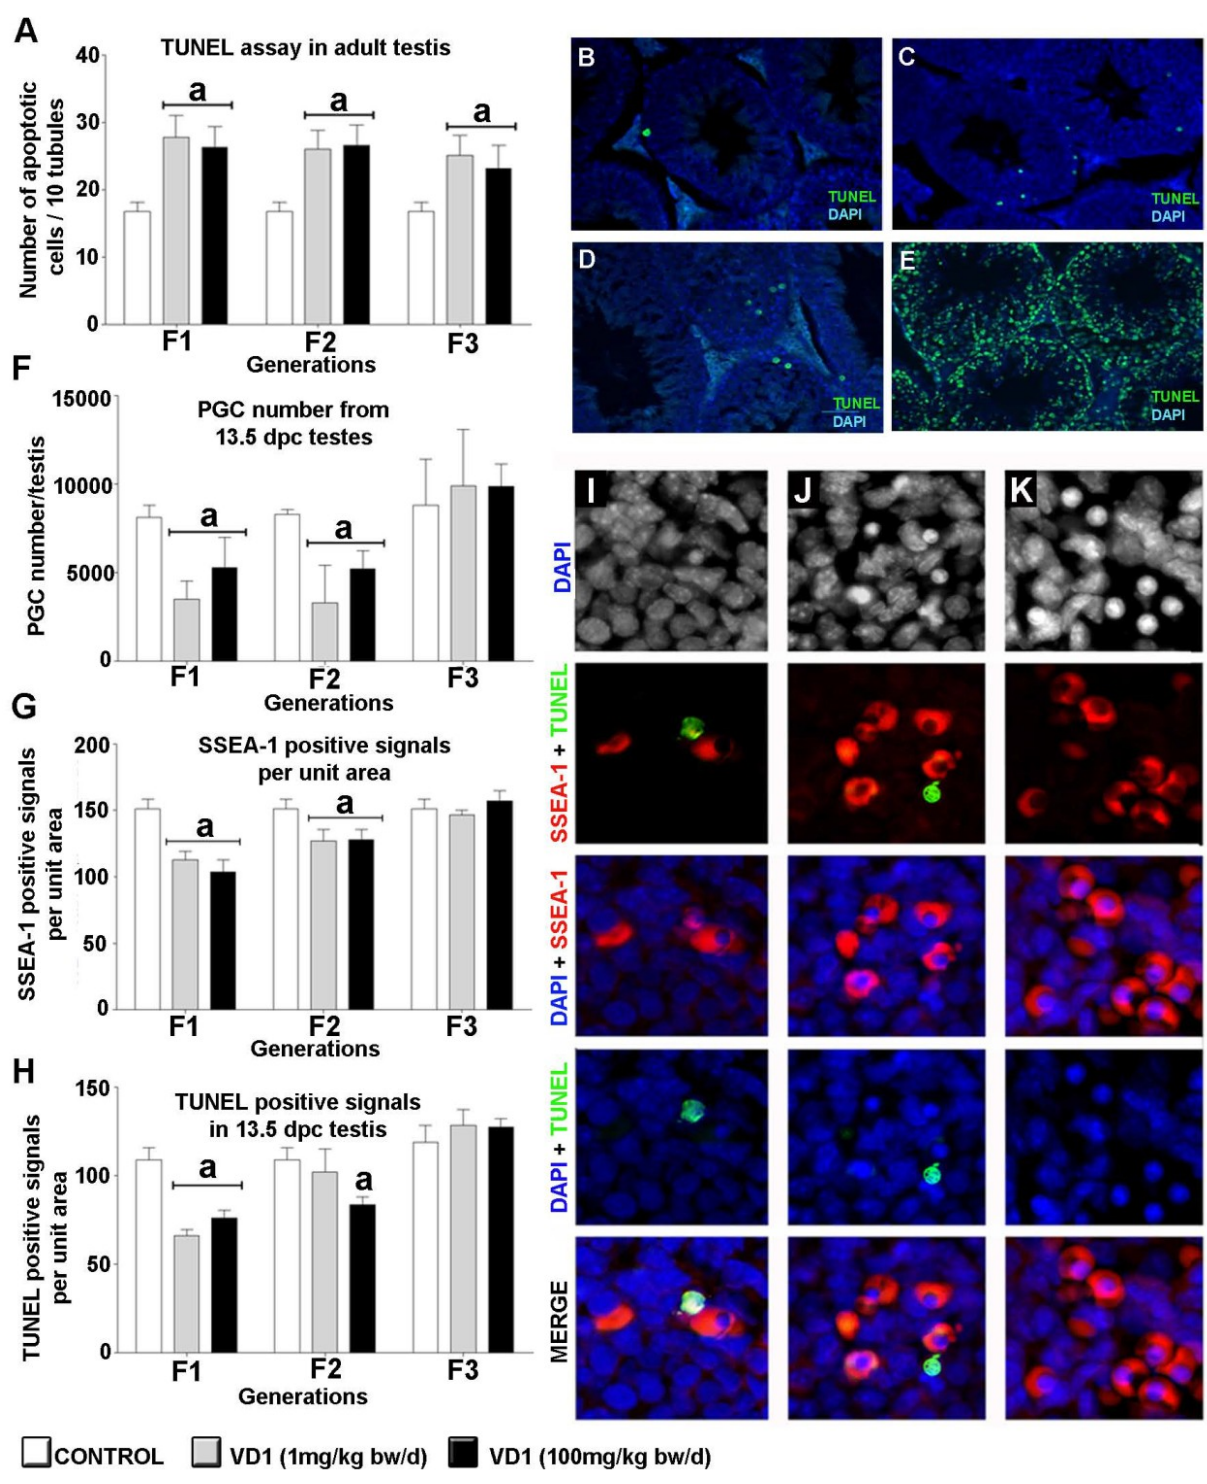 A
TUNEL assay in adult testis
Number of apoptotic
cells / 10 tubules
40
30
20
10
0
a
a
a
F1
F2
F3
Generations
B
TUNEL
DAPI
C
TUNEL
DAPI
D
TUNEL
DAPI
E
TUNEL
DAPI
F
PGC number from
13.5 dpc testes
PGC number/testis
15000
10000
5000
0
a
a
F1
F2
F3
Generations
G
SSEA-1 positive signals
per unit area
SSEA-1 positive signals
per unit area
200
150
100
50
0
a
a
F1
F2
F3
Generations
H
TUNEL positive signals
in 13.5 dpc testis
TUNEL positive signals
per unit area
150
100
50
0
a
a
F1
F2
F3
Generations
I
J
K
DAPI
SSEA-1 + TUNEL
DAPI + SSEA-1
DAPI + TUNEL
MERGE
CONTROL
VD1 (1mg/kg bw/d)
VD1 (100mg/kg bw/d)